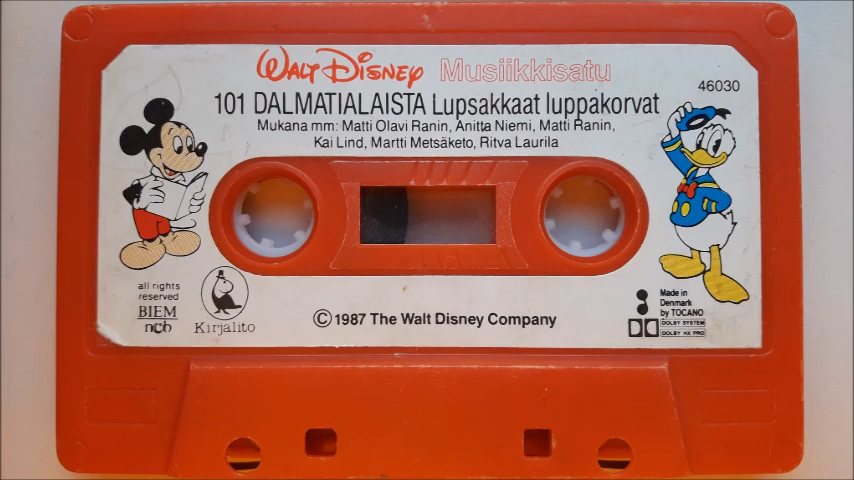 WALT DISNEY Musiikkisatu
46030
101 DALMATIALAISTA Lupsakkaat luppakorvat
Mukana mm: Matti Olavi Ranin, Anitta Niemi, Matti Ranin,
Kai Lind, Martti Metsäketo, Ritva Laurila
all rights
reserved
BIEM
ncb
Kirjalito
© 1987 The Walt Disney Company
Made in
Denmark
by TOCANO
DOLBY SYSTEM
DOLBY HX PRO